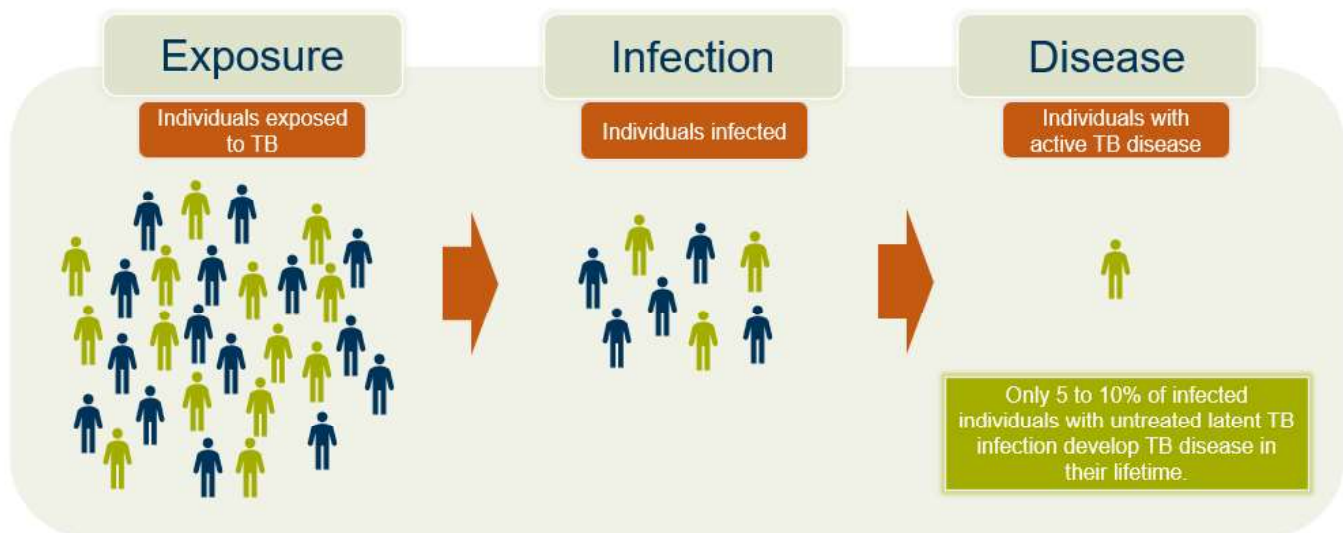 Exposure
Individuals exposed
to TB
Infection
Individuals infected
Disease
Individuals with
active TB disease
Only 5 to 10% of infected
individuals with untreated latent TB
infection develop TB disease in
their lifetime.